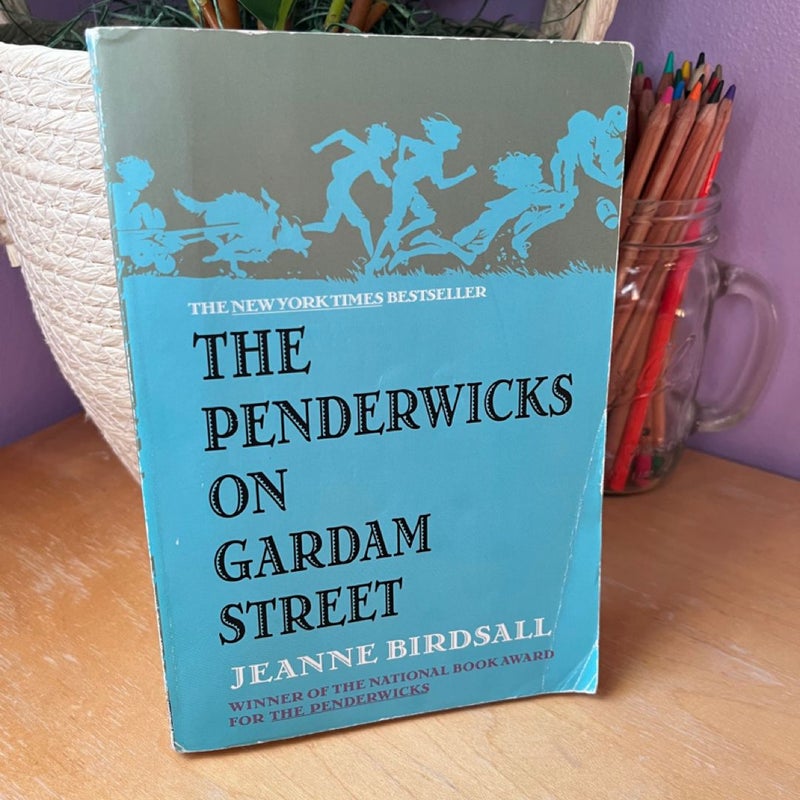 THE NEW YORK TIMES BESTSELLER
THE
PENDERWICKS
ON
GARDAM
STREET
JEANNE BIRDSALL
WINNER OF THE NATIONAL BOOK AWARD
FOR THE PENDERWICKS